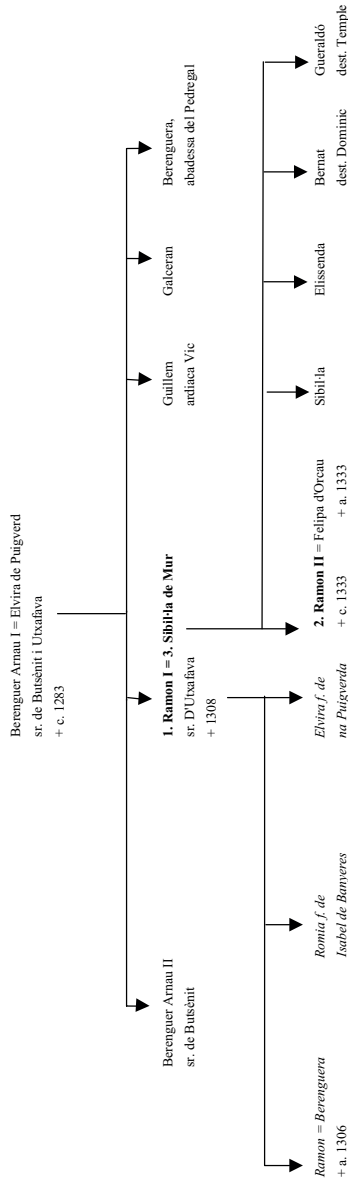 Berenguer Arnau I = Elvira de Puigverd
sr. de Butsènit i Utxafava
+ c. 1283
Berenguer Arnau II
sr. de Butsènit
1. Ramon I = 3. Sibil·la de Mur
sr. D'Utxafava
+ 1308
Guillem
ardiaca Vic
Galceran
Berenguera,
abadessa del Pedregal
Ramon = Berenguera
+ a. 1306
Romia f. de
Isabel de Banyeres
Elvira f. de
na Puigverda
2. Ramon II = Felipa d'Orcau
+ c. 1333 + a. 1333
Sibil·la
Elissenda
Bernat
dest. Dominic
Gueraldó
dest. Temple